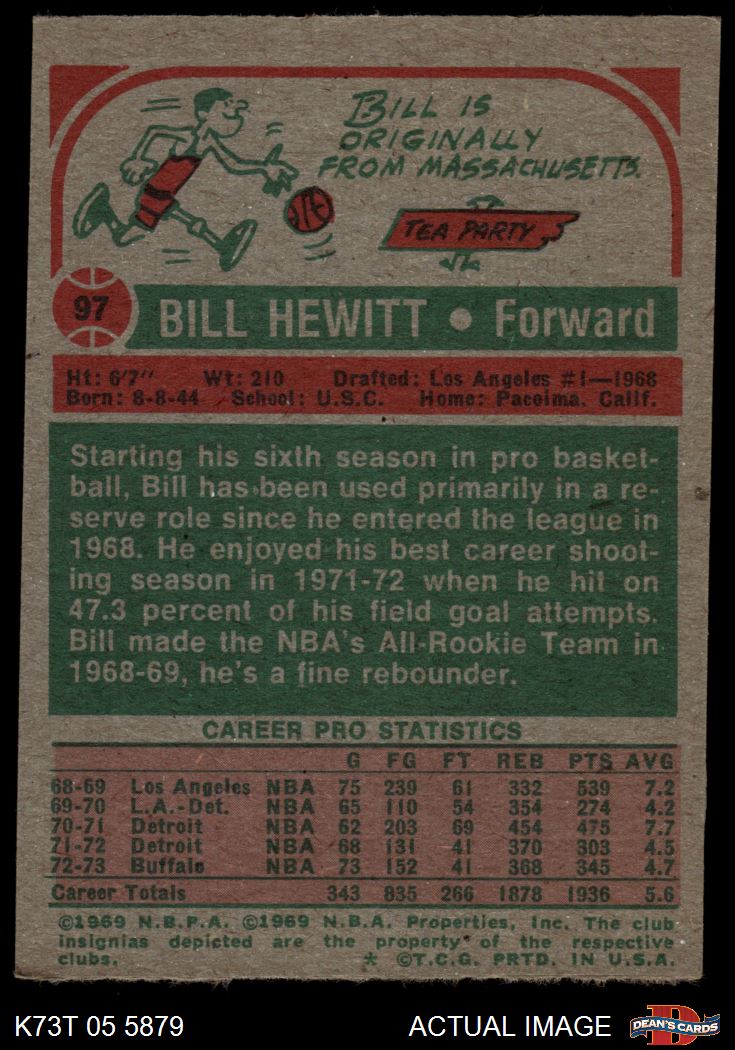 BILL IS
ORIGINALLY
FROM MASSACHUSETTS.
TEA PARTY
97
BILL HEWITT • Forward
Ht: 6'7" Wt: 210 Drafted: Los Angeles #1—1968
Born: 8-8-44 School: U.S.C. Home: Pacoima, Calif.
Starting his sixth season in pro basket-
ball, Bill has been used primarily in a re-
serve role since he entered the league in
1968. He enjoyed his best career shoot-
ing season in 1971-72 when he hit on
47.3 percent of his field goal attempts.
Bill made the NBA's All-Rookie Team in
1968-69, he's a fine rebounder.
CAREER PRO STATISTICS
G FG FT REB PTS AVG
68-69 Los Angeles NBA 75 239 61 332 539 7.2
69-70 L.A.-Det. NBA 65 110 54 354 274 4.2
70-71 Detroit NBA 62 203 69 454 475 7.7
71-72 Detroit NBA 68 131 41 370 303 4.5
72-73 Buffalo NBA 73 152 41 368 345 4.7
Career Totals 343 835 266 1878 1936 5.6
©1969 N.B.P.A. ©1969 N.B.A. Properties, Inc. The club
insignias depicted are the property of the respective
clubs. * ©T.C.G. PRTD. IN U.S.A.
K73T 05 5879 ACTUAL IMAGE DEAN'S CARDS